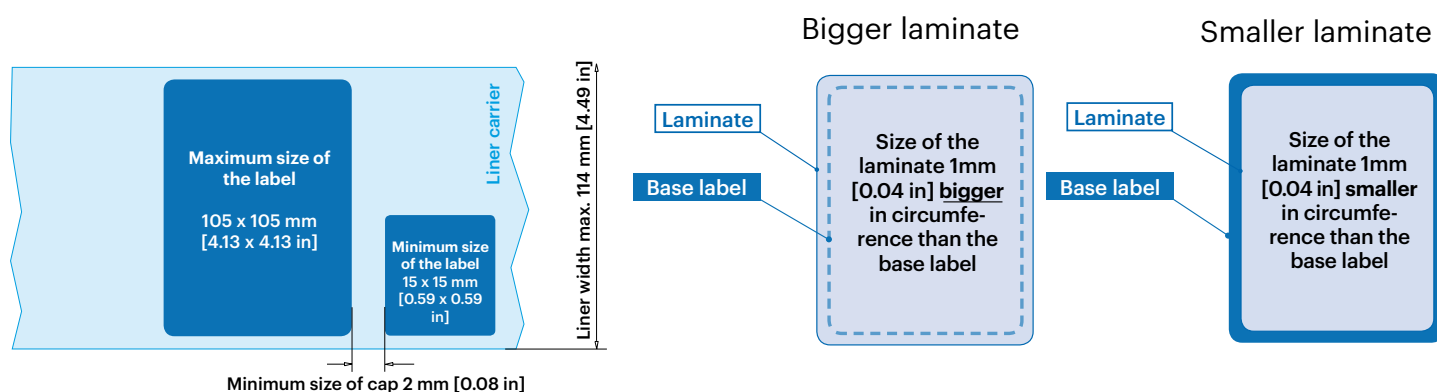 Liner carrier
Maximum size of
the label
105 x 105 mm
[4.13 x 4.13 in]
Minimum size
of the label
15 x 15 mm
[0.59 x 0.59
in]
Liner width max. 114 mm [4.49 in]
Minimum size of cap 2 mm [0.08 in]
Bigger laminate
Laminate
Base label
Size of the
laminate 1mm
[0.04 in] bigger
in circumfe-
rence than the
base label
Smaller laminate
Laminate
Base label
Size of the
laminate 1mm
[0.04 in] smaller
in circumfe-
rence than the
base label